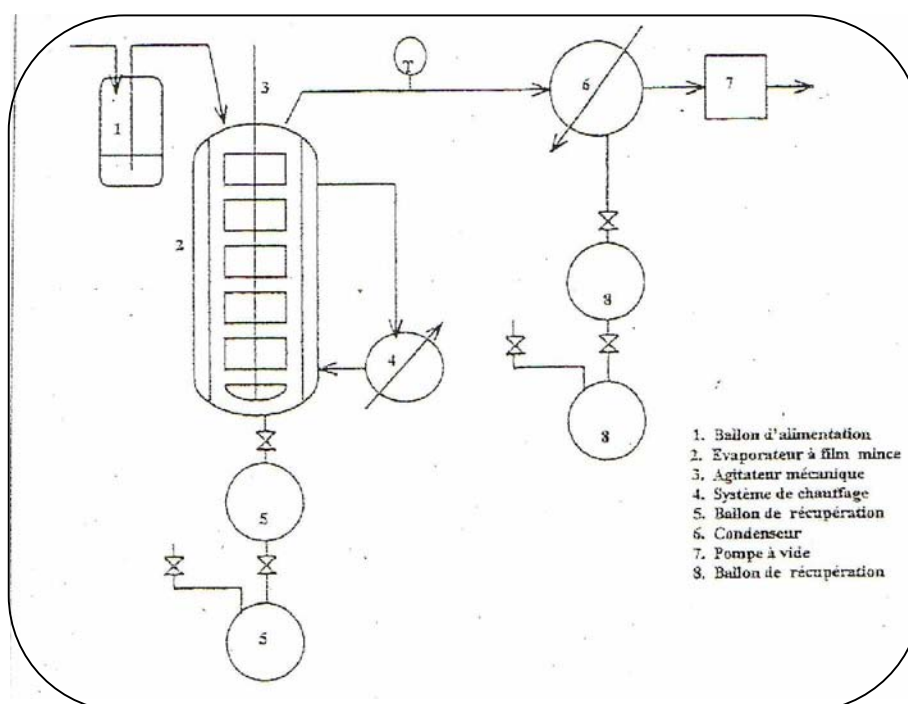 T
6
7
3
1
2
8
4
8
5
5
1. Ballon d'alimentation
2. Evaporateur à film mince
3. Agitateur mécanique
4. Système de chauffage
5. Ballon de récupération
6. Condenseur
7. Pompe à vide
8. Ballon de récupération